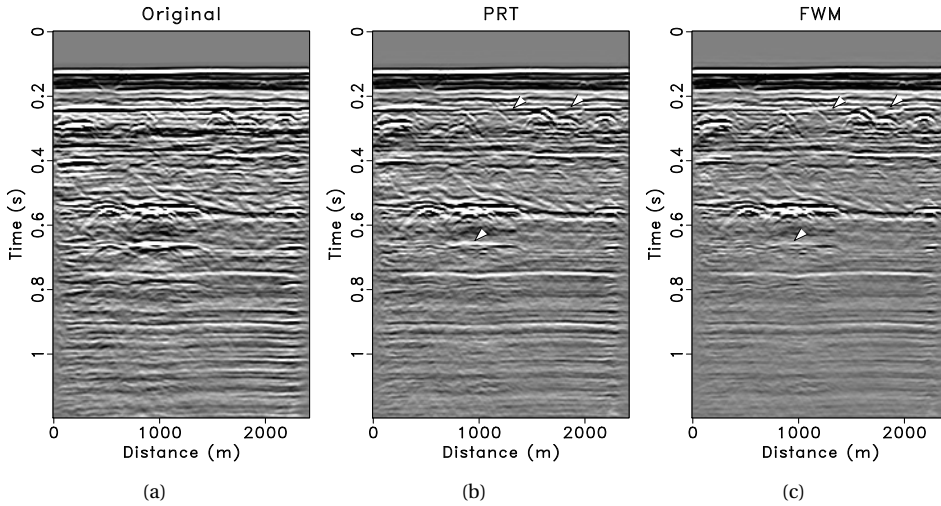 Original PRT FWM
0 0 0
0.2 0.2 0.2
0.4 0.4 0.4
Time (s) Time (s) Time (s)
0.6 0.6 0.6
0.8 0.8 0.8
1 1 1
0 1000 2000 0 1000 2000 0 1000 2000
Distance (m) Distance (m) Distance (m)
(a) (b) (c)